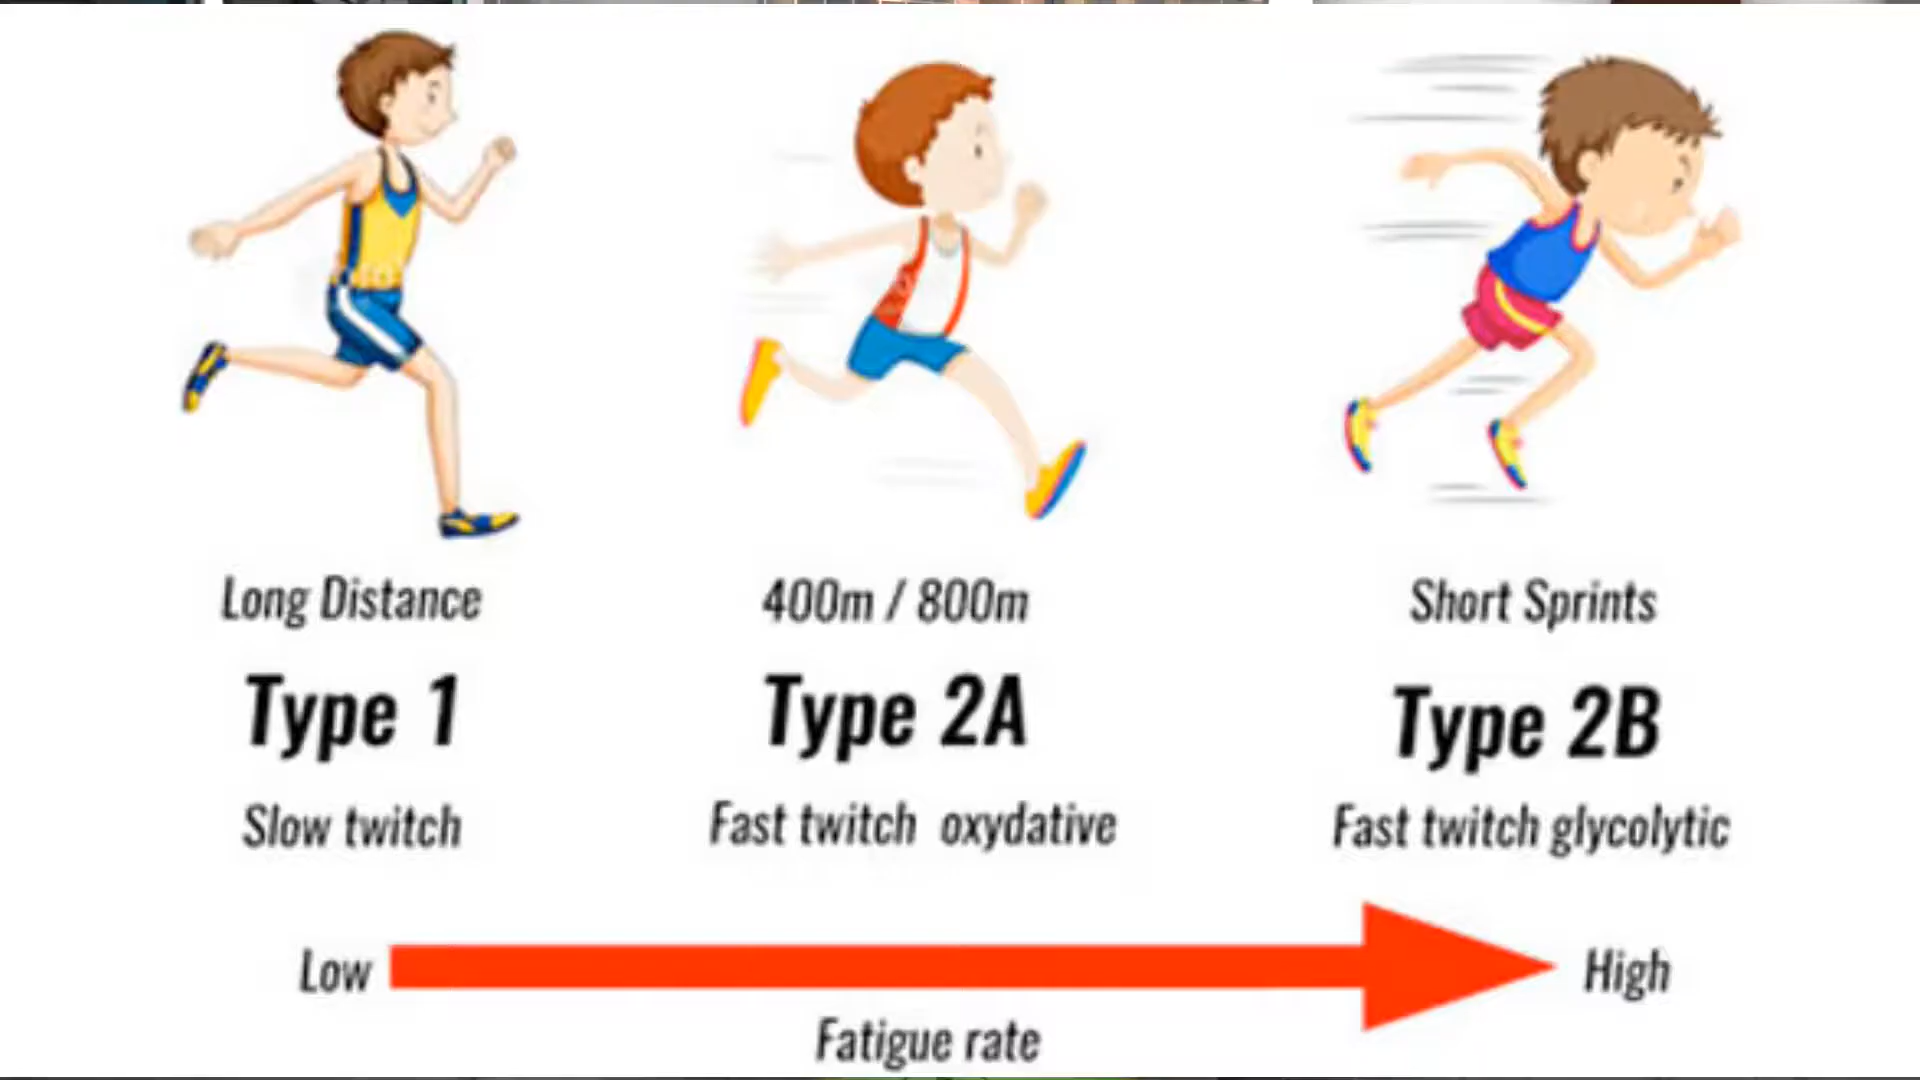 Long Distance
400m / 800m
Short Sprints
Type 1
Type 2A
Type 2B
Slow twitch
Fast twitch oxydative
Fast twitch glycolytic
Low
High
Fatigue rate